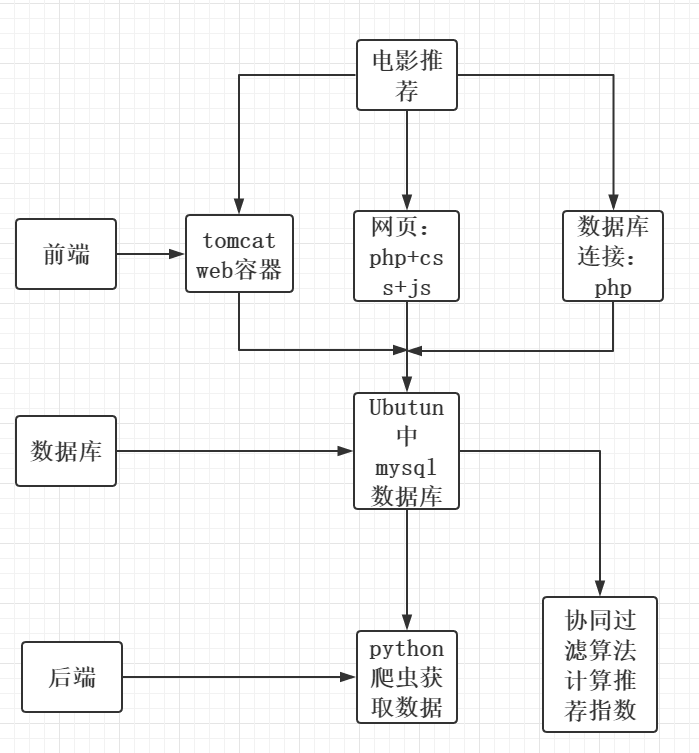 电影推
荐
前端
tomcat
web容器
网页：
php+cs
s+js
数据库
连接：
php
数据库
Ubutun
中
mysql
数据库
后端
python
爬虫获
取数据
协同过
滤算法
计算推
荐指数